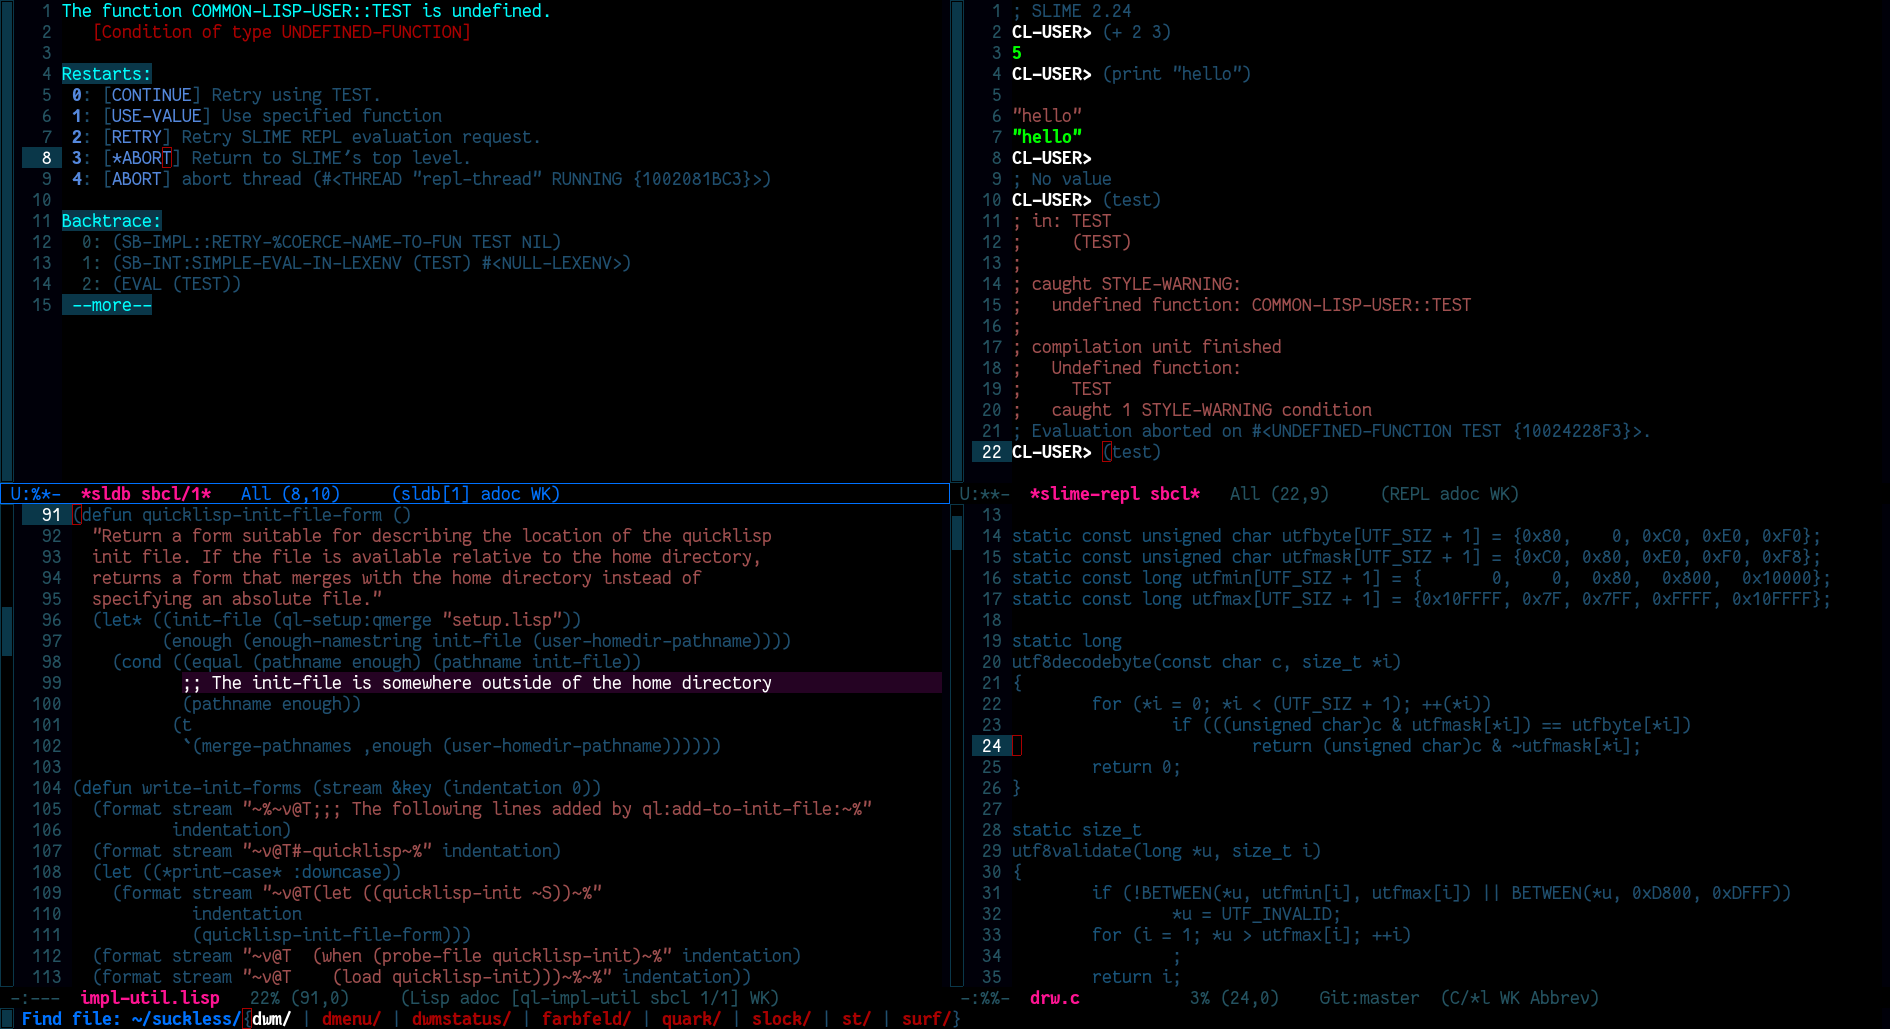 1 The function COMMON-LISP-USER::TEST is undefined.
2    [Condition of type UNDEFINED-FUNCTION]
3
4 Restarts:
5  0: [CONTINUE] Retry using TEST.
6  1: [USE-VALUE] Use specified function
7  2: [RETRY] Retry SLIME REPL evaluation request.
8  3: [*ABORT] Return to SLIME's top level.
9  4: [ABORT] abort thread (#<THREAD "repl-thread" RUNNING {1002081BC3}>)
10
11 Backtrace:
12   0: (SB-IMPL::RETRY-%COERCE-NAME-TO-FUN TEST NIL)
13   1: (SB-INT:SIMPLE-EVAL-IN-LEXENV (TEST) #<NULL-LEXENV>)
14   2: (EVAL (TEST))
15  --more--
U:%*-  *sldb sbcl/1*   All (8,10)     (sldb[1] adoc WK)
1 ; SLIME 2.24
2 CL-USER> (+ 2 3)
3 5
4 CL-USER> (print "hello")
5
6 "hello"
7 "hello"
8 CL-USER>
9 ; No value
10 CL-USER> (test)
11 ; in: TEST
12 ;     (TEST)
13 ;
14 ; caught STYLE-WARNING:
15 ;   undefined function: COMMON-LISP-USER::TEST
16 ;
17 ; compilation unit finished
18 ;   Undefined function:
19 ;     TEST
20 ;   caught 1 STYLE-WARNING condition
21 ; Evaluation aborted on #<UNDEFINED-FUNCTION TEST {10024228F3}>.
22 CL-USER> (test)
U:**-  *slime-repl sbcl*   All (22,9)     (REPL adoc WK)
91 (defun quicklisp-init-file-form ()
92   "Return a form suitable for describing the location of the quicklisp
93   init file. If the file is available relative to the home directory,
94   returns a form that merges with the home directory instead of
95   specifying an absolute file."
96   (let* ((init-file (ql-setup:qmerge "setup.lisp"))
97          (enough (enough-namestring init-file (user-homedir-pathname))))
98     (cond ((equal (pathname enough) (pathname init-file))
99            ;; The init-file is somewhere outside of the home directory
100            (pathname enough))
101           (t
102            `(merge-pathnames ,enough (user-homedir-pathname))))))
103
104 (defun write-init-forms (stream &key (indentation 0))
105   (format stream "~%~v@T;;; The following lines added by ql:add-to-init-file:~%"
106           indentation)
107   (format stream "~v@T#-quicklisp~%" indentation)
108   (let ((*print-case* :downcase))
109     (format stream "~v@T(let ((quicklisp-init ~S))~%"
110             indentation
111             (quicklisp-init-file-form)))
112   (format stream "~v@T  (when (probe-file quicklisp-init)~%" indentation)
113   (format stream "~v@T    (load quicklisp-init)))~%~%" indentation))
-:---  impl-util.lisp   22% (91,0)     (Lisp adoc [ql-impl-util sbcl 1/1] WK)
13
14 static const unsigned char utfbyte[UTF_SIZ + 1] = {0x80,    0, 0xC0, 0xE0, 0xF0};
15 static const unsigned char utfmask[UTF_SIZ + 1] = {0xC0, 0x80, 0xE0, 0xF0, 0xF8};
16 static const long utfmin[UTF_SIZ + 1] = {       0,    0,  0x80,  0x800,  0x10000};
17 static const long utfmax[UTF_SIZ + 1] = {0x10FFFF, 0x7F, 0x7FF, 0xFFFF, 0x10FFFF};
18
19 static long
20 utf8decodebyte(const char c, size_t *i)
21 {
22         for (*i = 0; *i < (UTF_SIZ + 1); ++(*i))
23                 if (((unsigned char)c & utfmask[*i]) == utfbyte[*i])
24                         return (unsigned char)c & ~utfmask[*i];
25         return 0;
26 }
27
28 static size_t
29 utf8validate(long *u, size_t i)
30 {
31         if (!BETWEEN(*u, utfmin[i], utfmax[i]) || BETWEEN(*u, 0xD800, 0xDFFF))
32                 *u = UTF_INVALID;
33         for (i = 1; *u > utfmax[i]; ++i)
34                 ;
35         return i;
-:%%-  drw.c           3% (24,0)    Git:master  (C/*l WK Abbrev)
Find file: ~/suckless/{dwm/ | dmenu/ | dwmstatus/ | farbfeld/ | quark/ | slock/ | st/ | surf/}